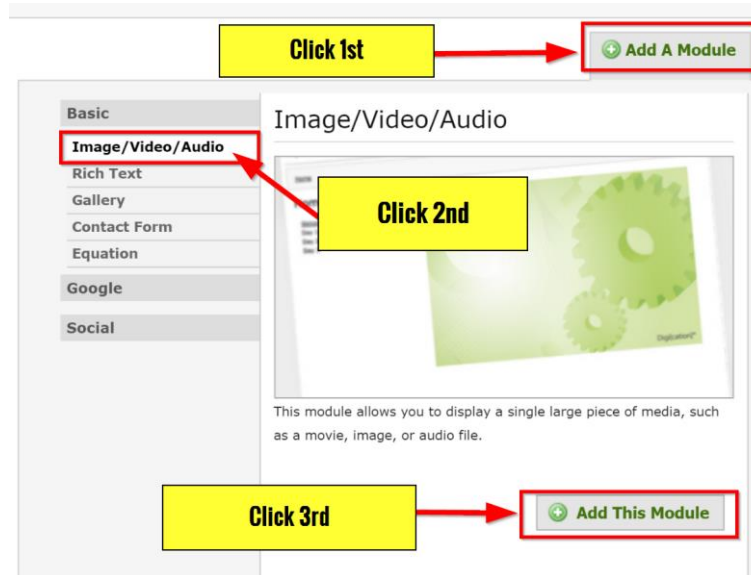 Click 1st
Add A Module
Basic
Image/Video/Audio
Rich Text
Gallery
Contact Form
Equation
Google
Social
Image/Video/Audio
Click 2nd
This module allows you to display a single large piece of media, such
as a movie, image, or audio file.
Click 3rd
Add This Module